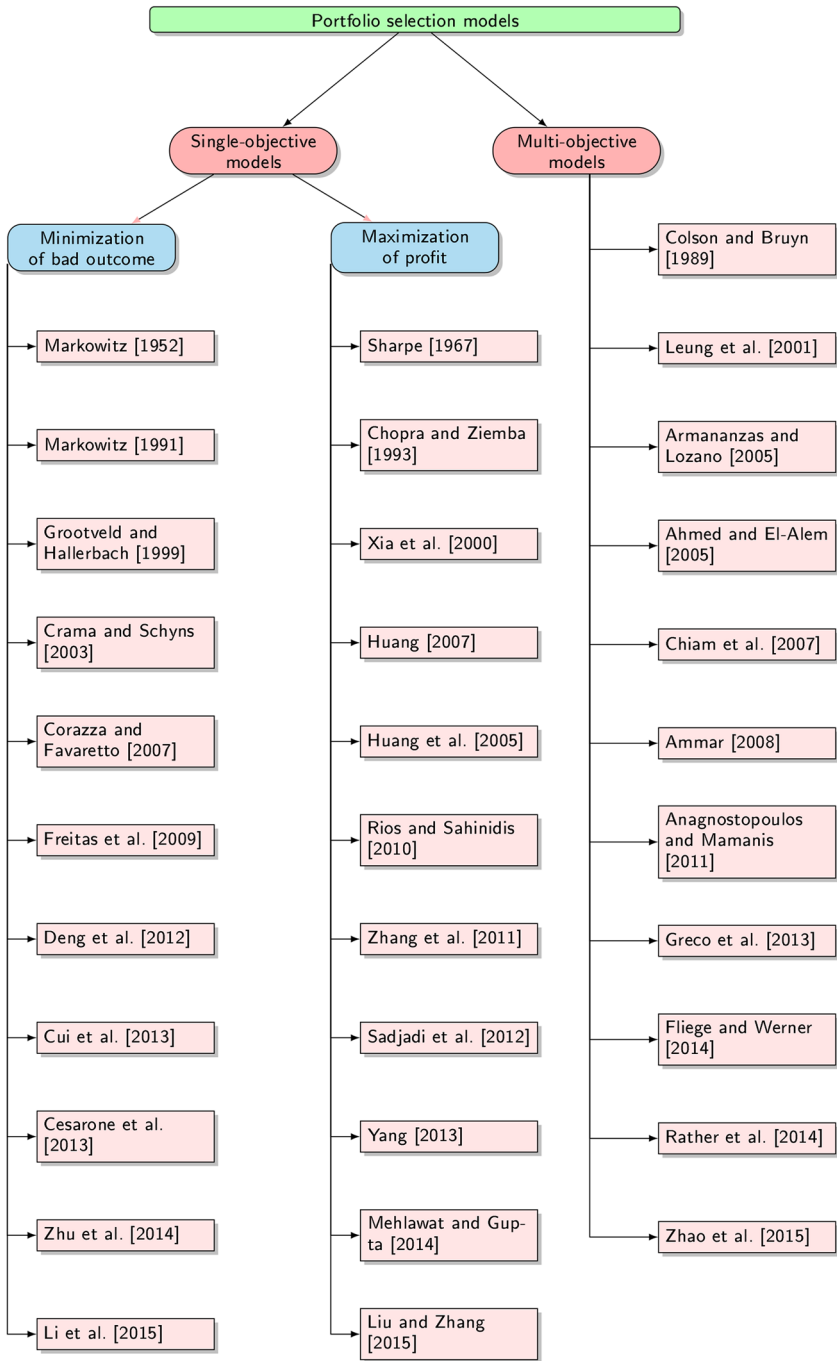 Portfolio selection models
Single-objective
models
Multi-objective
models
Minimization
of bad outcome
Markowitz [1952]
Markowitz [1991]
Grootveld and
Hallerbach [1999]
Crama and Schyns
[2003]
Corazza and
Favaretto [2007]
Freitas et al. [2009]
Deng et al. [2012]
Cui et al. [2013]
Cesarone et al.
[2013]
Zhu et al. [2014]
Li et al. [2015]
Maximization
of profit
Sharpe [1967]
Chopra and Ziemba
[1993]
Xia et al. [2000]
Huang [2007]
Huang et al. [2005]
Rios and Sahinidis
[2010]
Zhang et al. [2011]
Sadjadi et al. [2012]
Yang [2013]
Mehlawat and Gup-
ta [2014]
Liu and Zhang
[2015]
Colson and Bruyn
[1989]
Leung et al. [2001]
Armananzas and
Lozano [2005]
Ahmed and El-Alem
[2005]
Chiam et al. [2007]
Ammar [2008]
Anagnostopoulos
and Mamanis
[2011]
Greco et al. [2013]
Fliege and Werner
[2014]
Rather et al. [2014]
Zhao et al. [2015]